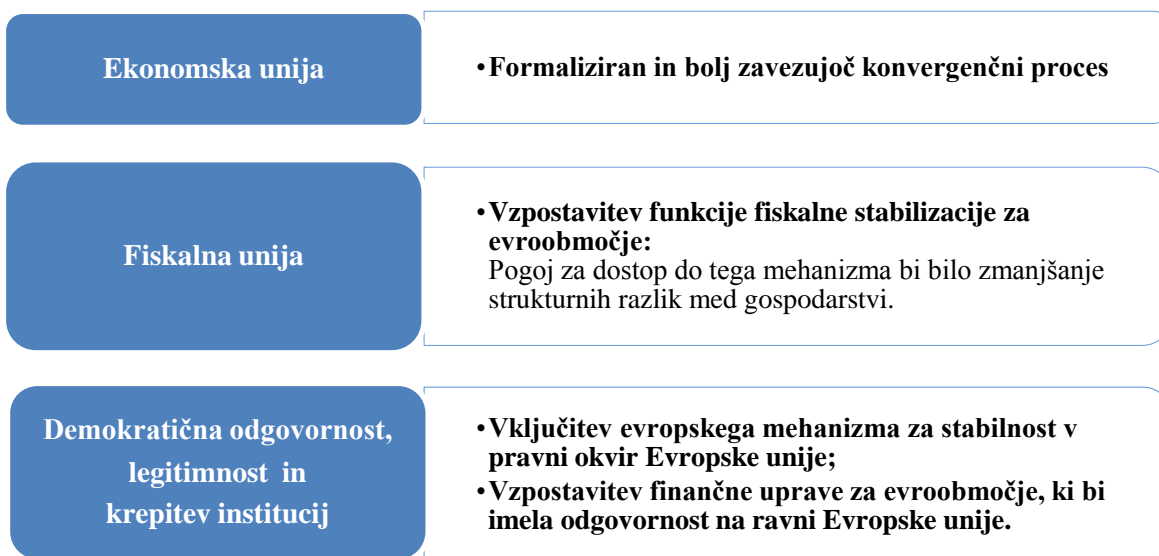 Ekonomska unija
•Formaliziran in bolj zavezujoč konvergenčni proces
Fiskalna unija
•Vzpostavitev funkcije fiskalne stabilizacije za
evroobmočje:
Pogoj za dostop do tega mehanizma bi bilo zmanjšanje
strukturnih razlik med gospodarstvi.
Demokratična odgovornost,
legitimnost in
krepitev institucij
•Vključitev evropskega mehanizma za stabilnost v
pravni okvir Evropske unije;
•Vzpostavitev finančne uprave za evroobmočje, ki bi
imela odgovornost na ravni Evropske unije.